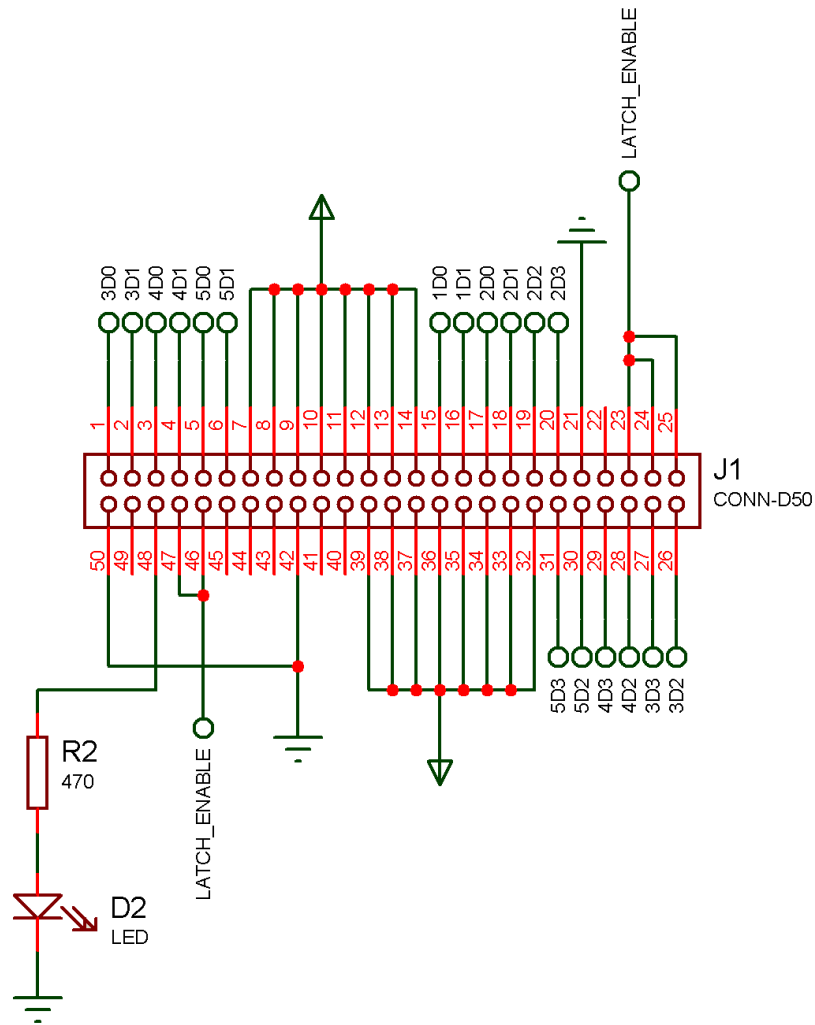 LATCH_ENABLE
3D0
3D1
4D0
4D1
5D0
5D1
1D0
1D1
2D0
2D1
2D2
2D3
1
2
3
4
5
6
7
8
9
10
11
12
13
14
15
16
17
18
19
20
21
22
23
24
25
J1
CONN-D50
50
49
48
47
46
45
44
43
42
41
40
39
38
37
36
35
34
33
32
31
30
29
28
27
26
5D3
5D2
4D3
4D2
3D3
3D2
R2
470
LATCH_ENABLE
D2
LED